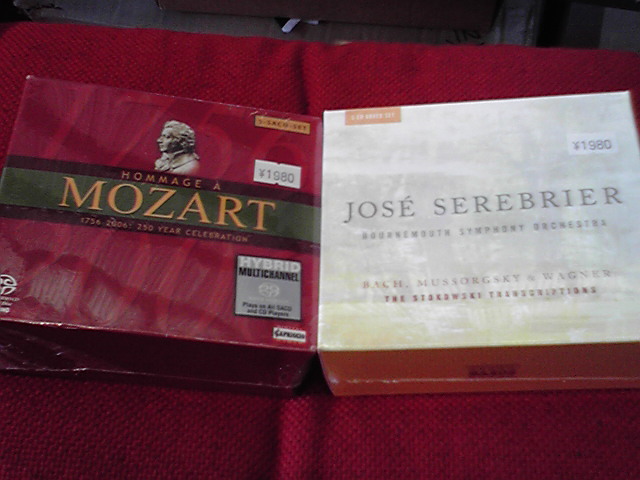 5-SACD-SET
¥1980
HOMMAGE À
MOZART
1756-2006: 250 YEAR CELEBRATION
HYBRID
MULTICHANNEL
Plays on All SACD
and CD Players
CAPRICCIO
¥1980
JOSÉ SEREBRIER
BOURNEMOUTH SYMPHONY ORCHESTRA
BACH, MUSSORGSKY & WAGNER
THE STOKOWSKI TRANSCRIPTIONS
NAXOS